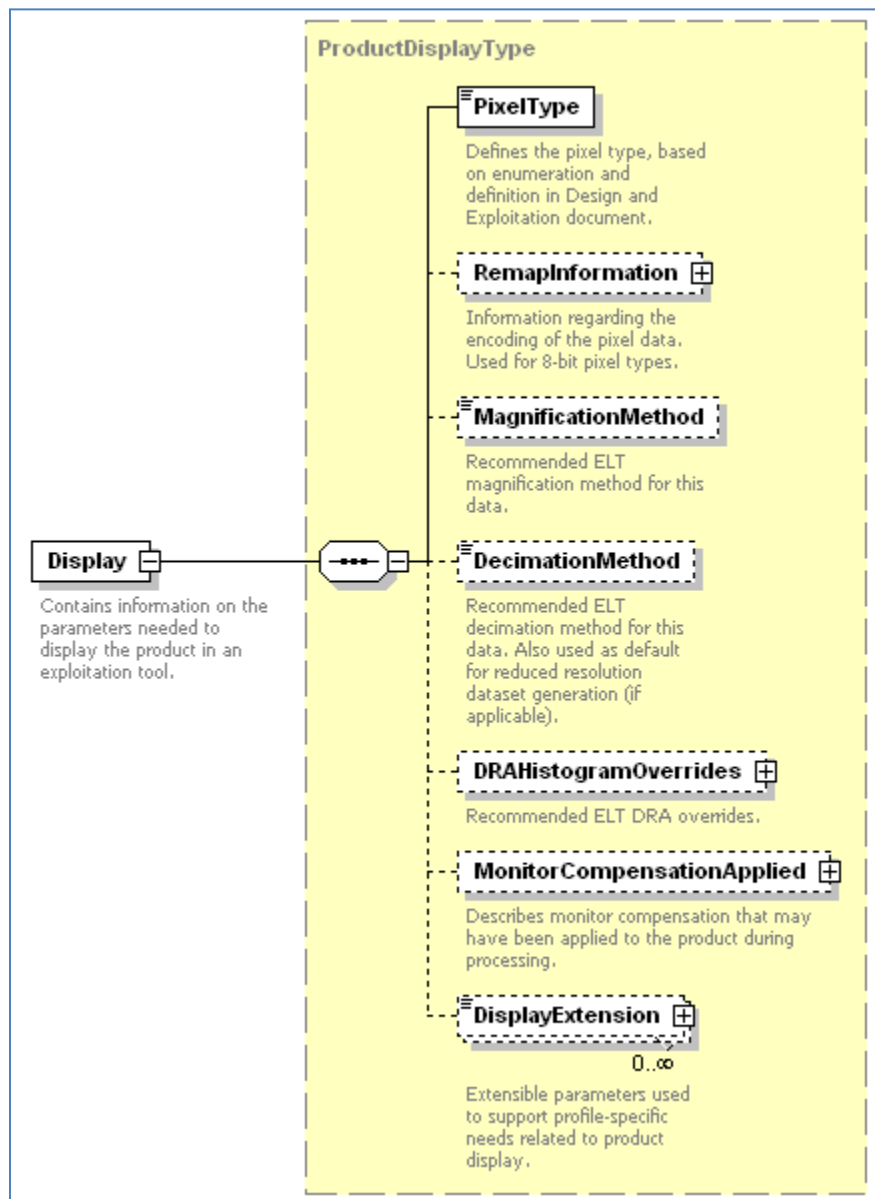 ProductDisplayType
PixelType
Defines the pixel type, based
on enumeration and
definition in Design and
Exploitation document.
RemapInformation
Information regarding the
encoding of the pixel data.
Used for 8-bit pixel types.
MagnificationMethod
Recommended ELT
magnification method for this
data.
Display
Contains information on the
parameters needed to
display the product in an
exploitation tool.
DecimationMethod
Recommended ELT
decimation method for this
data. Also used as default
for reduced resolution
dataset generation (if
applicable).
DRAHistogramOverrides
Recommended ELT DRA overrides.
MonitorCompensationApplied
Describes monitor compensation that may
have been applied to the product during
processing.
DisplayExtension
0..∞
Extensible parameters used
to support profile-specific
needs related to product
display.